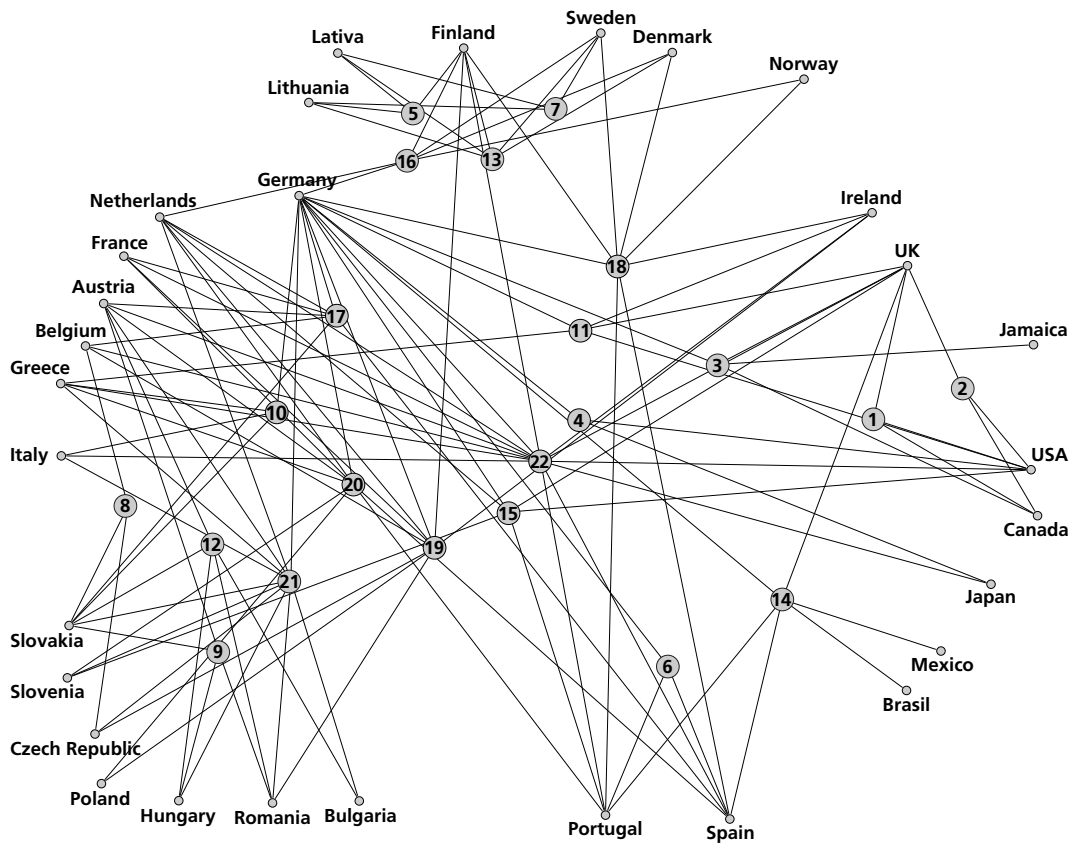 Sweden
Finland
Lativa
Denmark
Norway
Lithuania
5
7
16
13
Germany
Netherlands
Ireland
France
UK
18
Austria
17
Belgium
11
Jamaica
Greece
3
2
10
4
1
Italy
22
USA
20
8
15
Canada
12
19
21
Japan
14
Slovakia
9
Mexico
6
Slovenia
Brasil
Czech Republic
Poland
Hungary
Romania
Bulgaria
Portugal
Spain